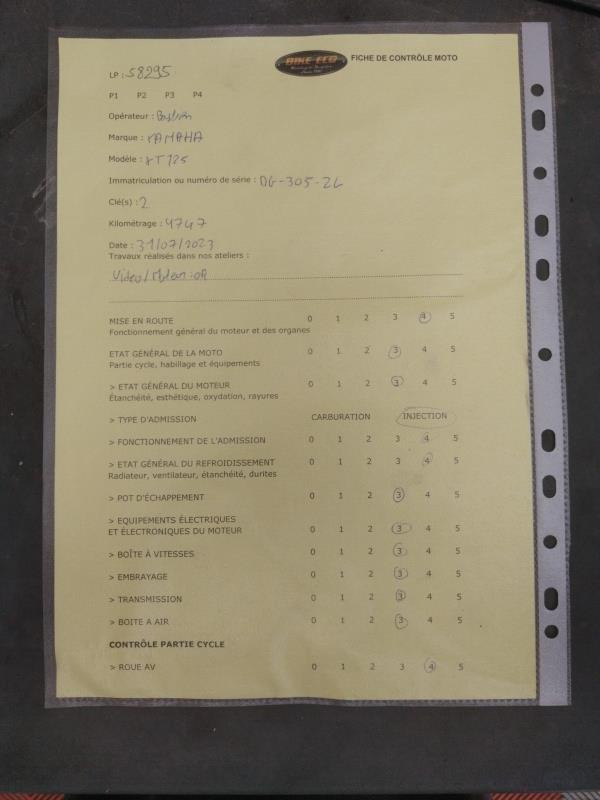 BIKE ECO
FICHE DE CONTRÔLE MOTO
LP : 58295
P1 P2 P3 P4
Opérateur : Bastien
Marque : YAMAHA
Modèle : XT 125
Immatriculation ou numéro de série : DG-305-ZL
Clé(s) : 2
Kilométrage : 4747
Date : 31/07/2023
Travaux réalisés dans nos ateliers :
Video/Moteur : OK
MISE EN ROUTE 0 1 2 3 4 5
Fonctionnement général du moteur et des organes
ETAT GÉNÉRAL DE LA MOTO 0 1 2 3 4 5
Partie cycle, habillage et équipements
> ETAT GÉNÉRAL DU MOTEUR 0 1 2 3 4 5
Étanchéité, esthétique, oxydation, rayures
> TYPE D'ADMISSION CARBURATION INJECTION
> FONCTIONNEMENT DE L'ADMISSION 0 1 2 3 4 5
> ETAT GÉNÉRAL DU REFROIDISSEMENT 0 1 2 3 4 5
Radiateur, ventilateur, étanchéité, durites
> POT D'ÉCHAPPEMENT 0 1 2 3 4 5
> EQUIPEMENTS ÉLECTRIQUES
ET ÉLECTRONIQUES DU MOTEUR 0 1 2 3 4 5
> BOÎTE À VITESSES 0 1 2 3 4 5
> EMBRAYAGE 0 1 2 3 4 5
> TRANSMISSION 0 1 2 3 4 5
> BOITE A AIR 0 1 2 3 4 5
CONTRÔLE PARTIE CYCLE
> ROUE AV 0 1 2 3 4 5